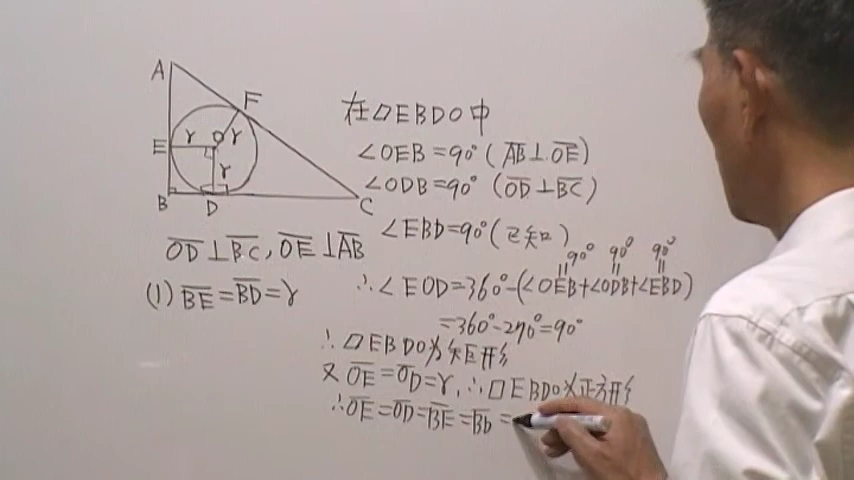 A
F
E r O r
r
B D C
OD⊥BC, OE⊥AB
(1) BE=BD=r
在▱EBDO中
∠OEB=90°(AB⊥OE)
∠ODB=90°(OD⊥BC)
∠EBD=90°(已知)
90° 90° 90°
∴∠EOD=360°-(∠OEB+∠ODB+∠EBD)
=360°-270°=90°
∴▱EBDO为矩形
又OE=OD=r,∴□EBDO为正方形
∴OE=OD=BE=BD=